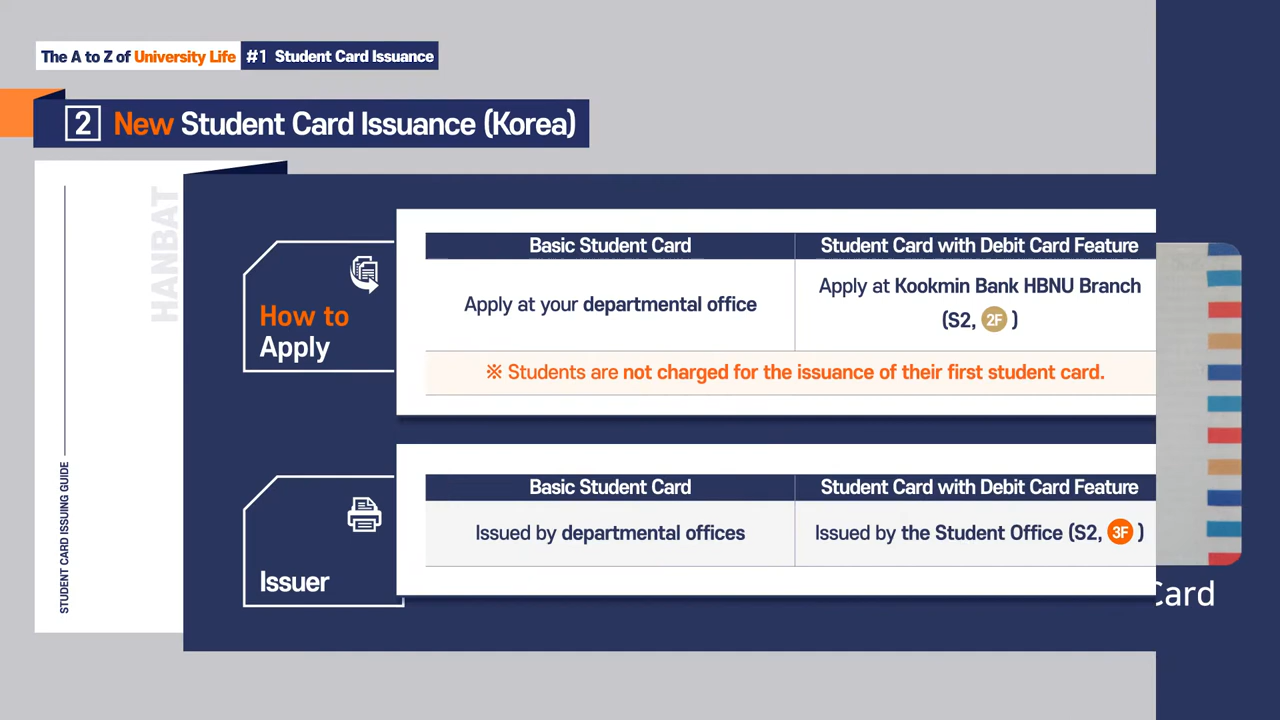 The A to Z of University Life #1 Student Card Issuance
2 New Student Card Issuance (Korea)
HANBAT
STUDENT CARD ISSUING GUIDE
How to
Apply
Basic Student Card
Student Card with Debit Card Feature
Apply at your departmental office
Apply at Kookmin Bank HBNU Branch
(S2, 2F )
※ Students are not charged for the issuance of their first student card.
Issuer
Basic Student Card
Student Card with Debit Card Feature
Issued by departmental offices
Issued by the Student Office (S2, 3F )
Card